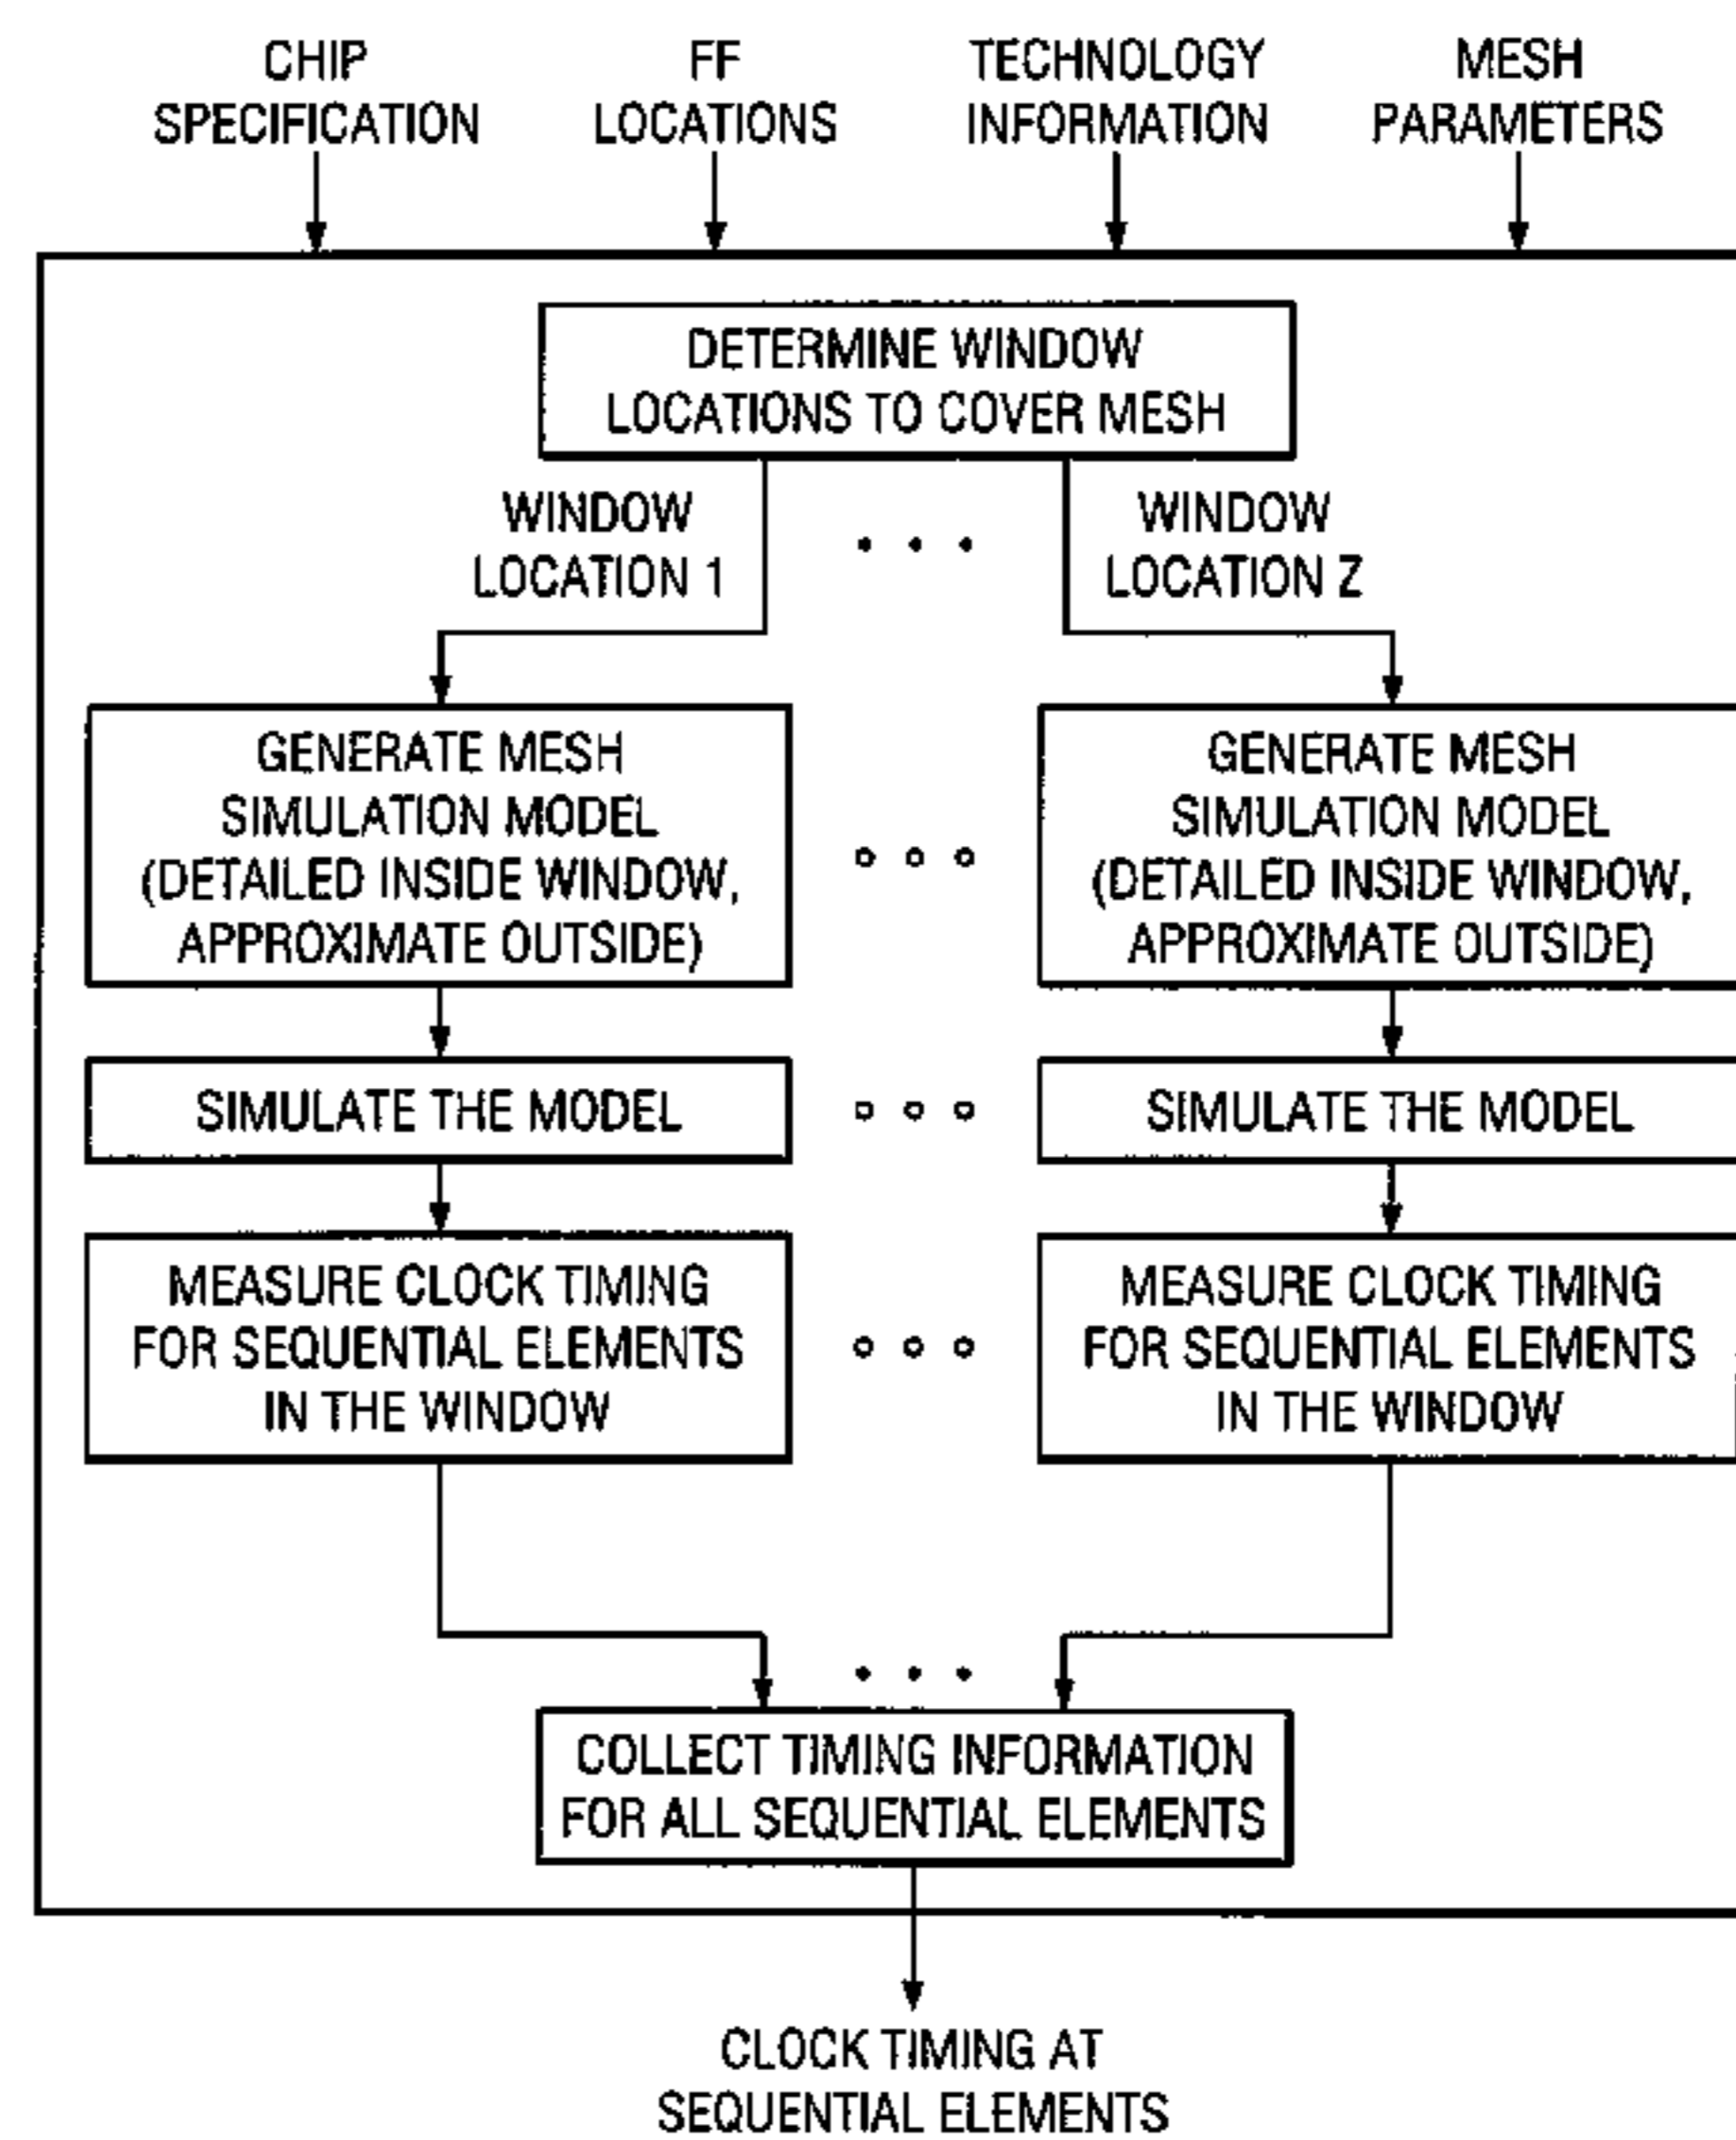 CHIP
SPECIFICATION
FF
LOCATIONS
TECHNOLOGY
INFORMATION
MESH
PARAMETERS
DETERMINE WINDOW
LOCATIONS TO COVER MESH
WINDOW
LOCATION 1
WINDOW
LOCATION Z
GENERATE MESH
SIMULATION MODEL
(DETAILED INSIDE WINDOW,
APPROXIMATE OUTSIDE)
GENERATE MESH
SIMULATION MODEL
(DETAILED INSIDE WINDOW,
APPROXIMATE OUTSIDE)
SIMULATE THE MODEL
SIMULATE THE MODEL
MEASURE CLOCK TIMING
FOR SEQUENTIAL ELEMENTS
IN THE WINDOW
MEASURE CLOCK TIMING
FOR SEQUENTIAL ELEMENTS
IN THE WINDOW
COLLECT TIMING INFORMATION
FOR ALL SEQUENTIAL ELEMENTS
CLOCK TIMING AT
SEQUENTIAL ELEMENTS